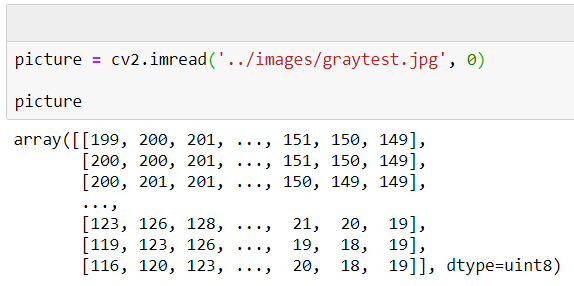 picture = cv2.imread('../images/graytest.jpg', 0)
picture
array([[199, 200, 201, ..., 151, 150, 149],
       [200, 200, 201, ..., 151, 150, 149],
       [200, 201, 201, ..., 150, 149, 149],
       ...,
       [123, 126, 128, ...,  21,  20,  19],
       [119, 123, 126, ...,  19,  18,  19],
       [116, 120, 123, ...,  20,  18,  19]], dtype=uint8)